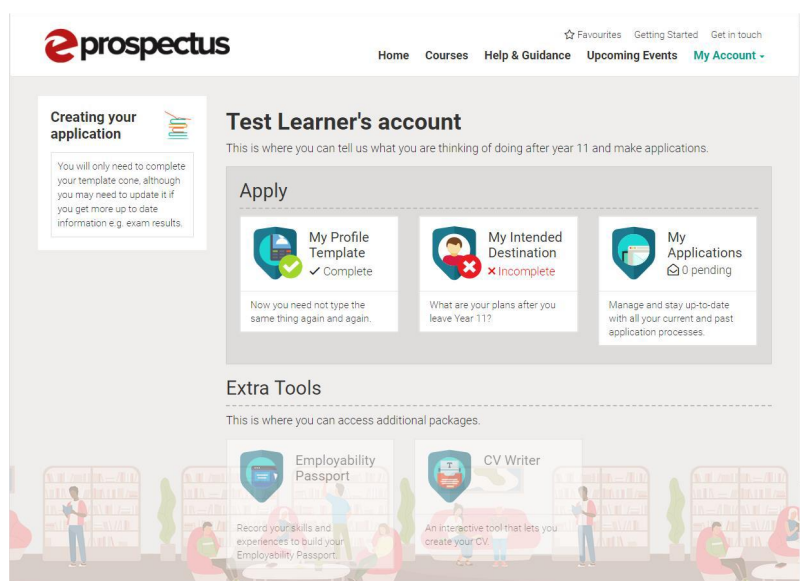 eprospectus
Favourites Getting Started Get in touch
Home Courses Help & Guidance Upcoming Events My Account
Creating your
application
You will only need to complete
your template cone, although
you may need to update it if
you get more up to date
information e.g. exam results.
Test Learner's account
This is where you can tell us what you are thinking of doing after year 11 and make applications.
Apply
My Profile
Template
Complete
Now you need not type the
same thing again and again.
My Intended
Destination
Incomplete
What are your plans after you
leave Year 11?
My
Applications
0 pending
Manage and stay up-to-date
with all your current and past
application processes.
Extra Tools
This is where you can access additional packages.
Employability
Passport
Record your skills and
experiences to build your
Employability Passport.
CV Writer
An interactive tool that lets you
create your CV.